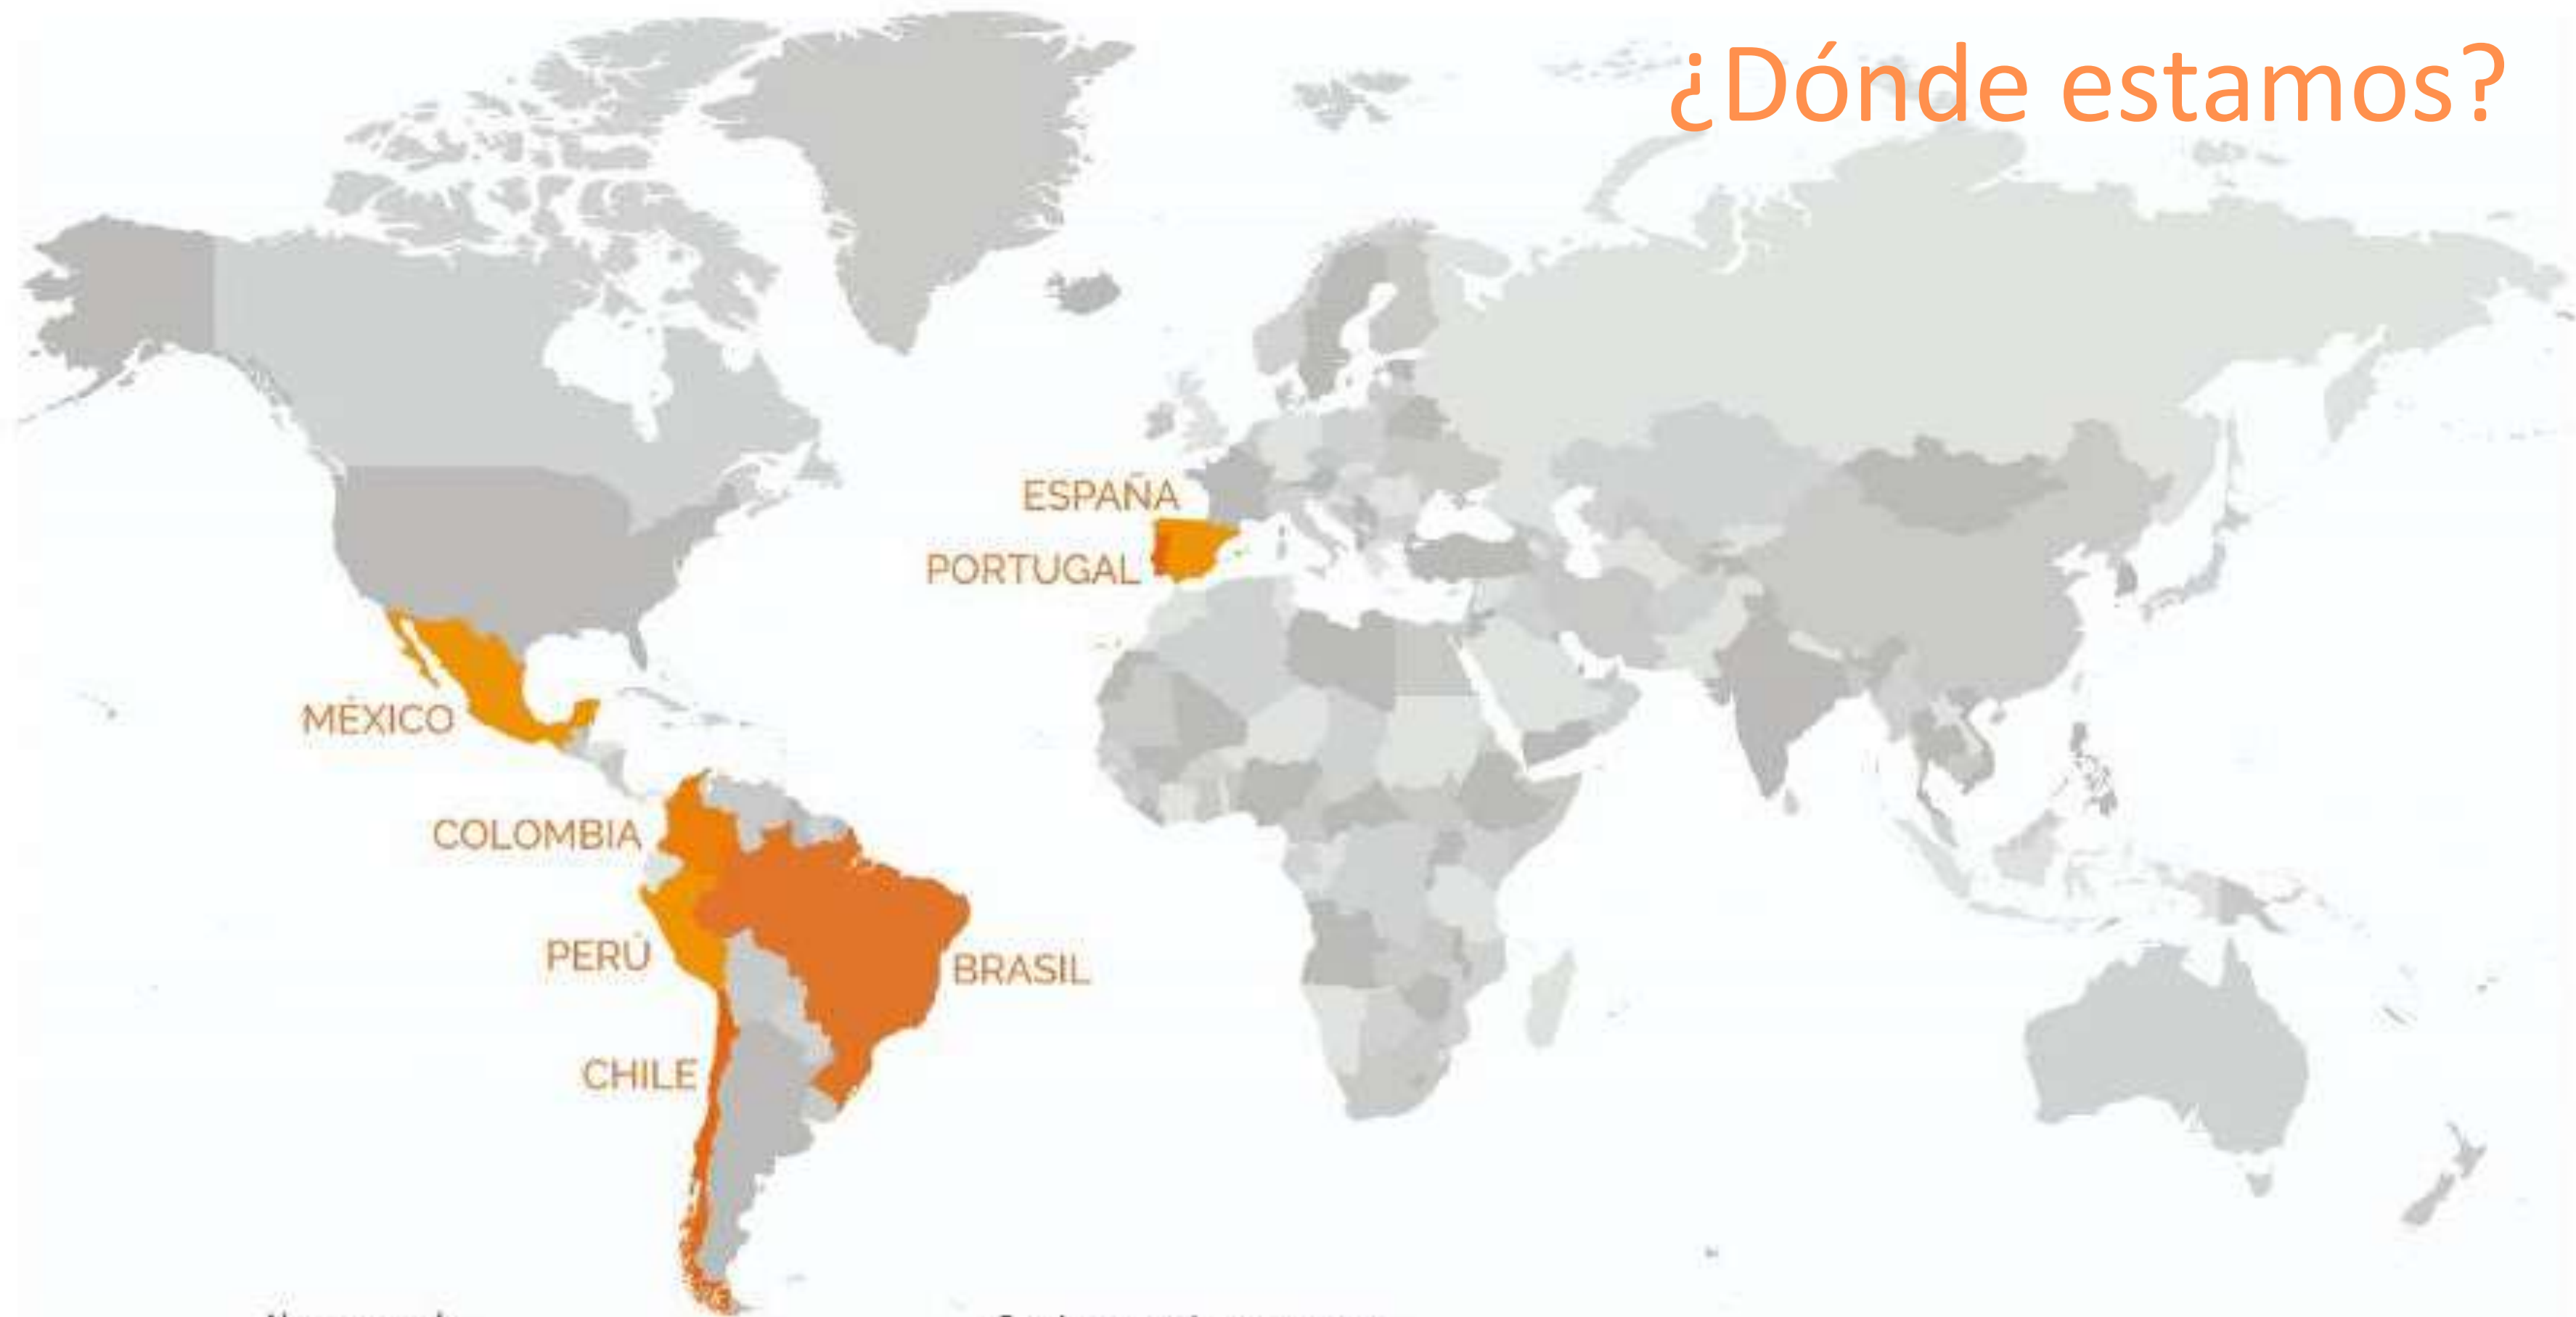 ¿Dónde estamos?
ESPAÑA
PORTUGAL
MÉXICO
COLOMBIA
PERÚ
BRASIL
CHILE